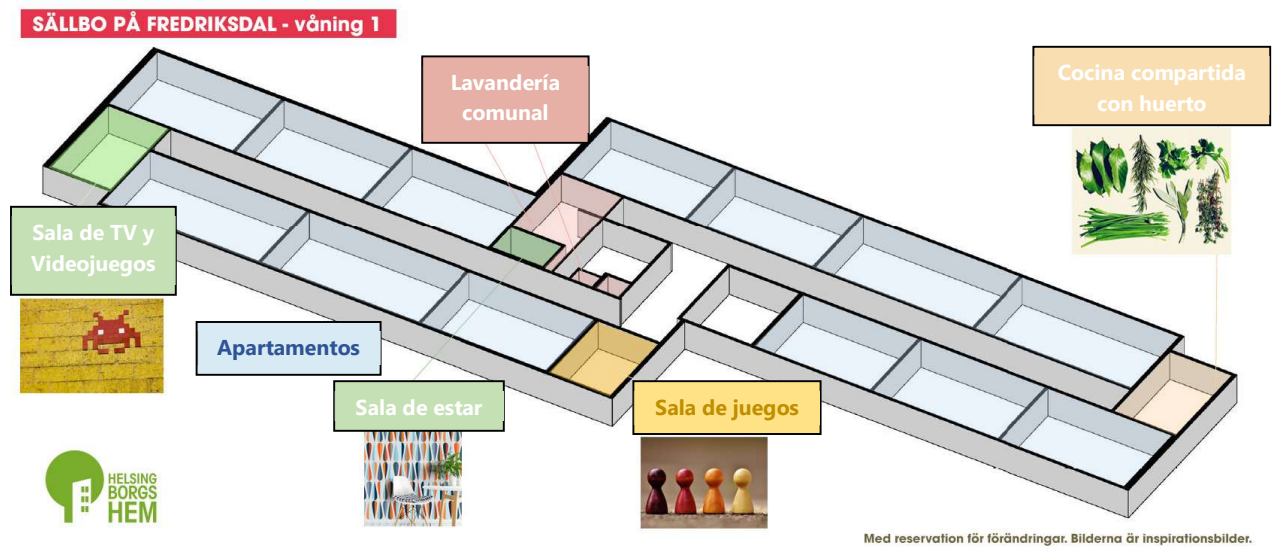 SÄLLBO PÅ FREDRIKSDAL - våning 1
Lavandería
comunal
Cocina compartida
con huerto
Sala de TV y
Videojuegos
Apartamentos
Sala de estar
Sala de juegos
HELSING
BORGS
HEM
Med reservation för förändringar. Bilderna är inspirationsbilder.